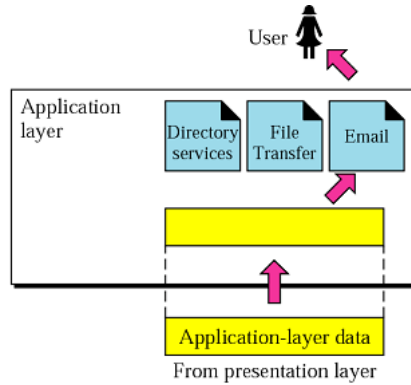 User
Application
layer
Directory
services
File
Transfer
Email
Application-layer data
From presentation layer